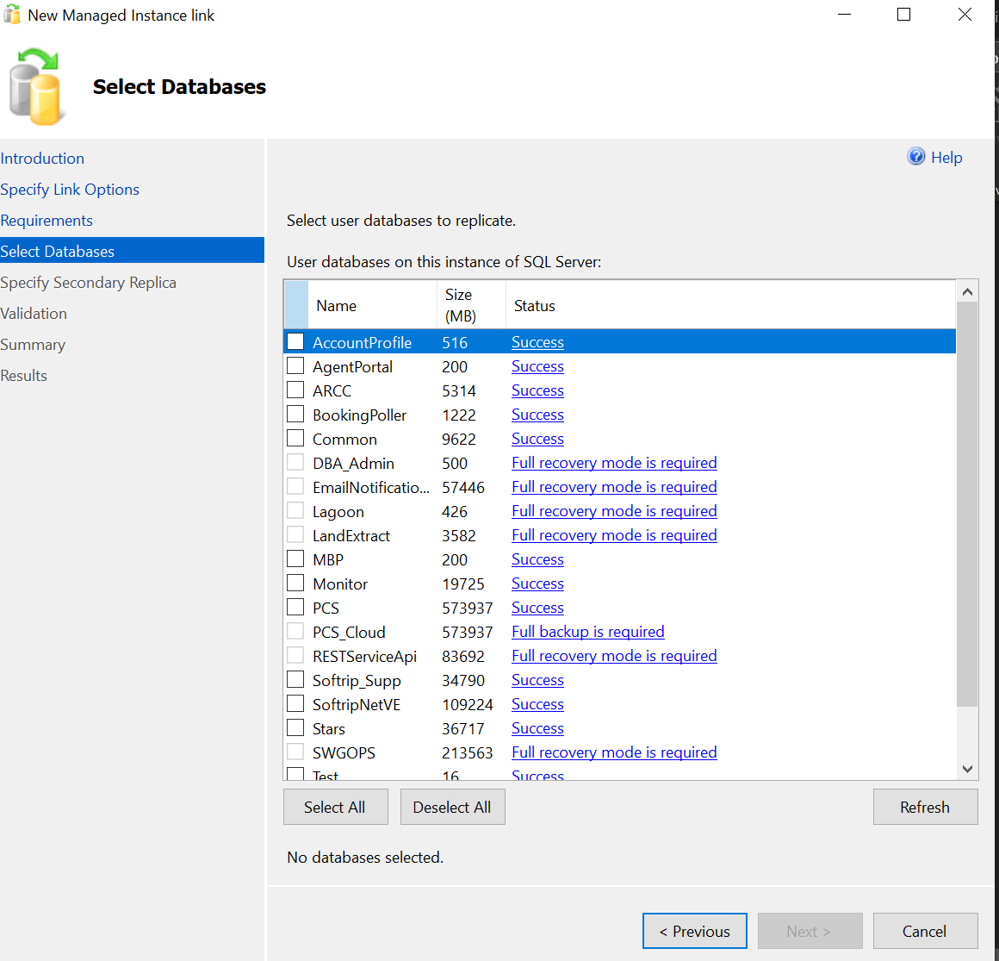 New Managed Instance link
Select Databases
Introduction
Specify Link Options
Requirements
Select Databases
Specify Secondary Replica
Validation
Summary
Results
Help
Select user databases to replicate.
User databases on this instance of SQL Server:
Name Size (MB) Status
AccountProfile 516 Success
AgentPortal 200 Success
ARCC 5314 Success
BookingPoller 1222 Success
Common 9622 Success
DBA_Admin 500 Full recovery mode is required
EmailNotificatio... 57446 Full recovery mode is required
Lagoon 426 Full recovery mode is required
LandExtract 3582 Full recovery mode is required
MBP 200 Success
Monitor 19725 Success
PCS 573937 Success
PCS_Cloud 573937 Full backup is required
RESTServiceApi 83692 Full recovery mode is required
Softrip_Supp 34790 Success
SoftripNetVE 109224 Success
Stars 36717 Success
SWGOPS 213563 Full recovery mode is required
Test 16 Success
Select All Deselect All Refresh
No databases selected.
< Previous Next > Cancel